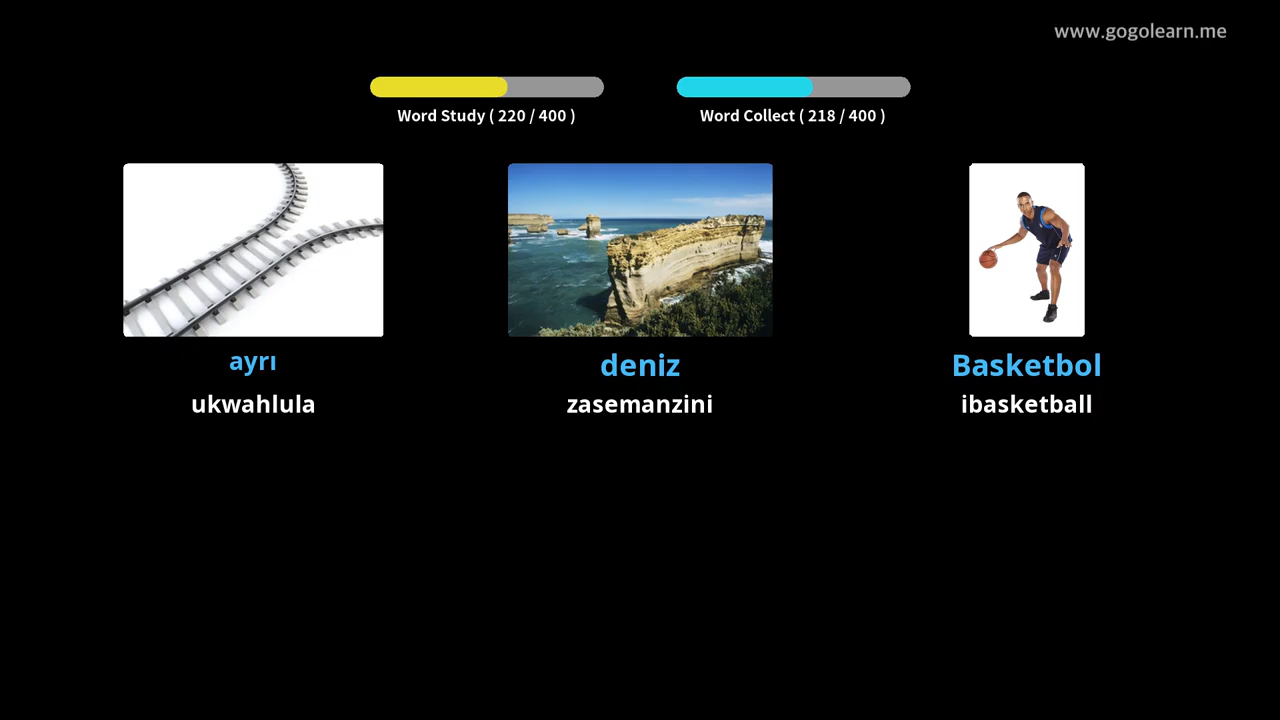 www.gogolearn.me
Word Study ( 220 / 400 )
Word Collect ( 218 / 400 )
ayrı
deniz
Basketbol
ukwahlula
zasemanzini
ibasketball